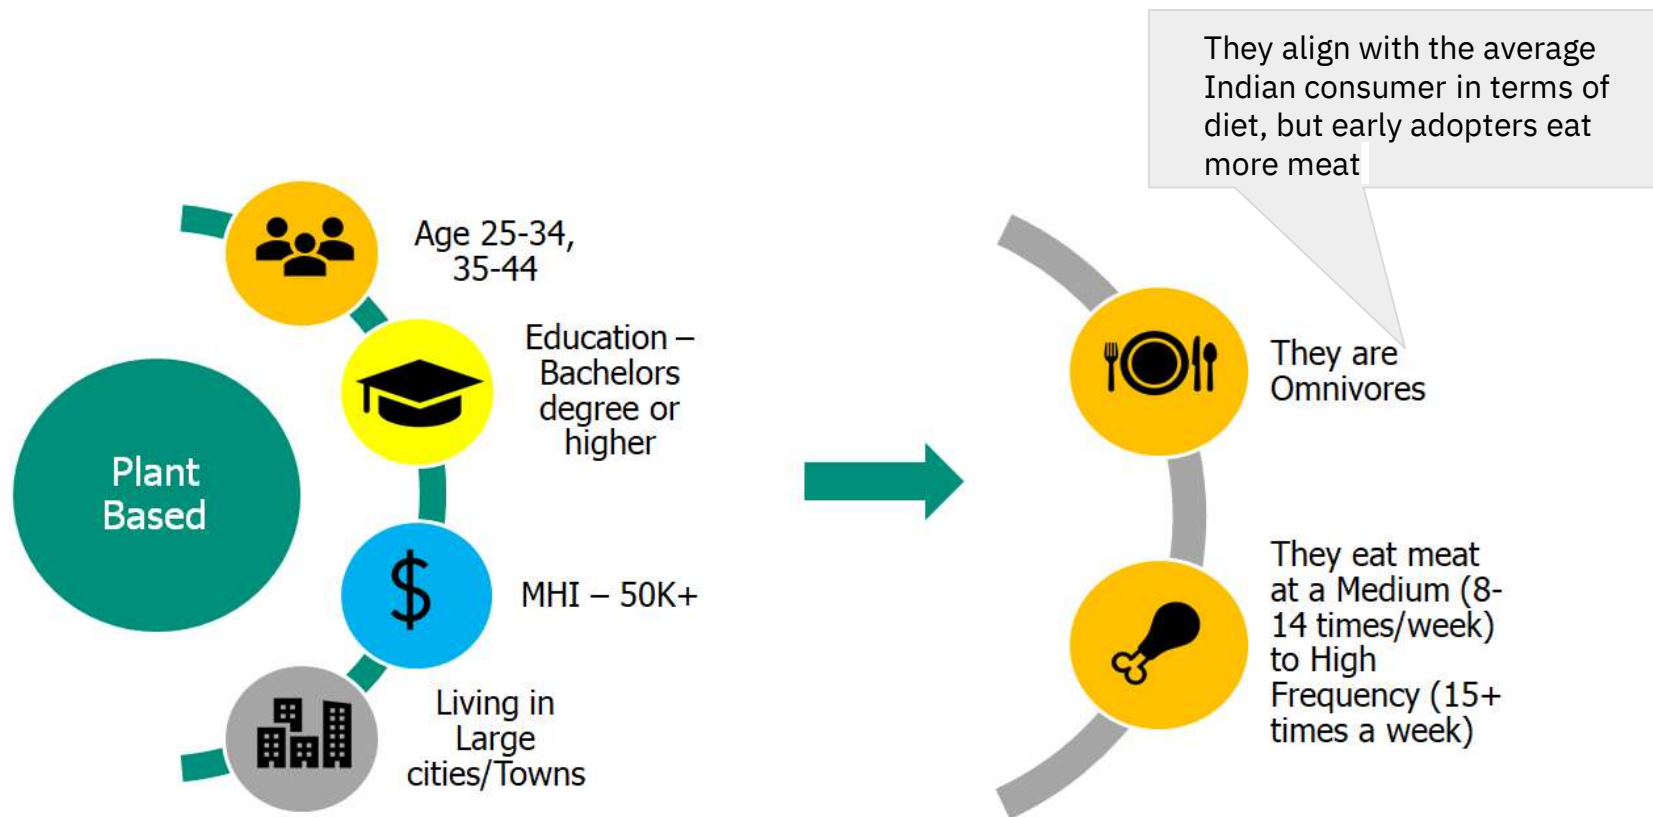 They align with the average
Indian consumer in terms of
diet, but early adopters eat
more meat
Age 25-34,
35-44
Education –
Bachelors
degree or
higher
Plant
Based
MHI – 50K+
Living in
Large
cities/Towns
They are
Omnivores
They eat meat
at a Medium (8-
14 times/week)
to High
Frequency (15+
times a week)